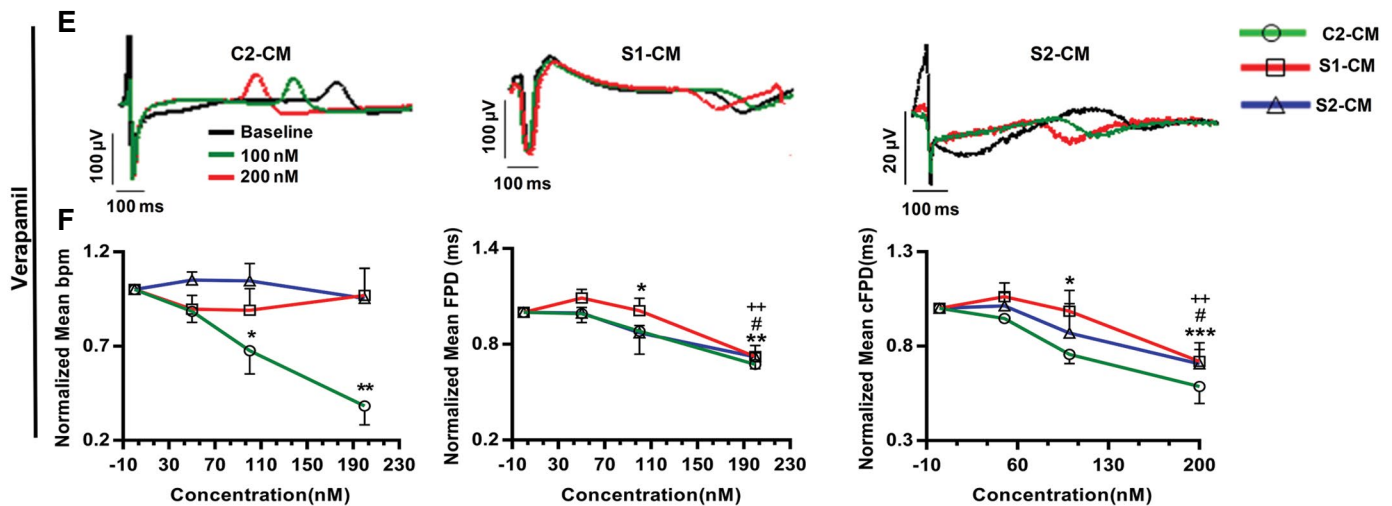 E
C2-CM
S1-CM
S2-CM
C2-CM
S1-CM
S2-CM
100 µV
Baseline
100 nM
200 nM
100 ms
100 µV
100 ms
20 µV
100 ms
Verapamil
F
Normalized Mean bpm
1.2
0.7
0.2
*
**
-10 30 70 110 150 190 230
Concentration(nM)
Normalized Mean FPD (ms)
1.4
0.8
0.2
*
++
#
**
-10 30 70 110 150 190 230
Concentration(nM)
Normalized Mean cFPD(ms)
1.3
0.8
0.3
*
++
#
***
-10 60 130 200
Concentration(nM)